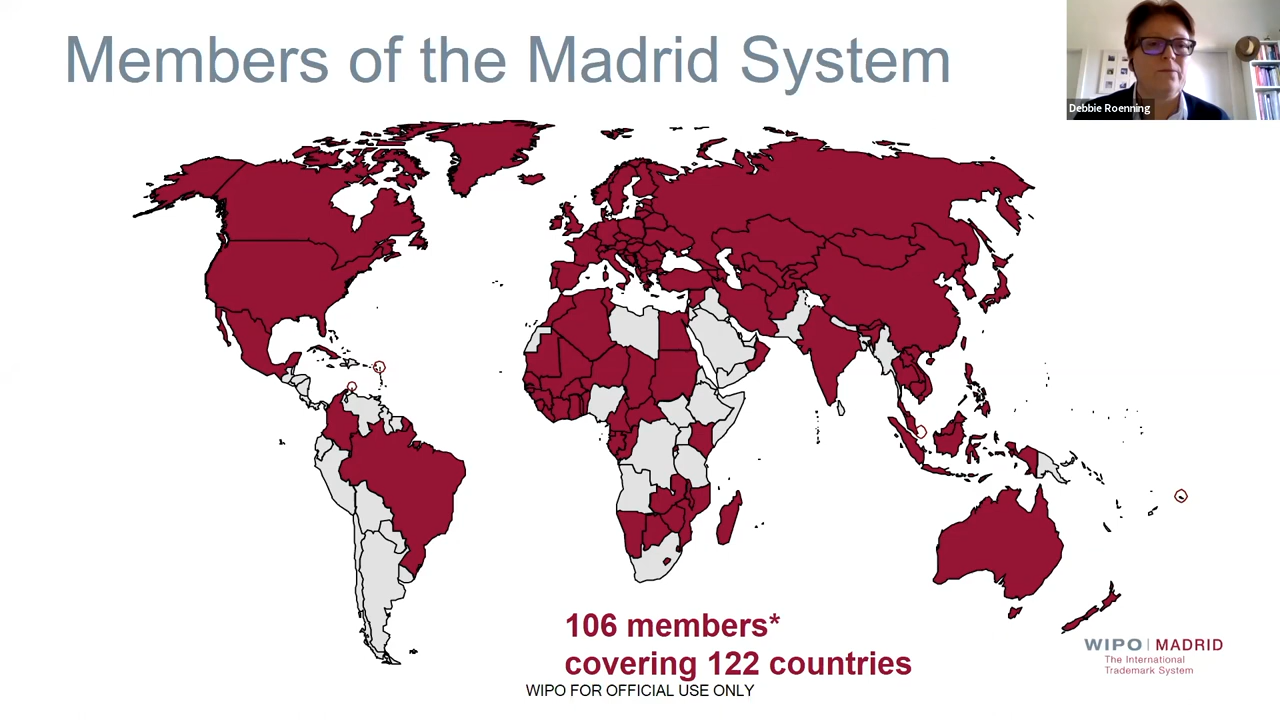 Members of the Madrid System
Debbie Roenning
106 members*
covering 122 countries
WIPO | MADRID
The International
Trademark System
WIPO FOR OFFICIAL USE ONLY